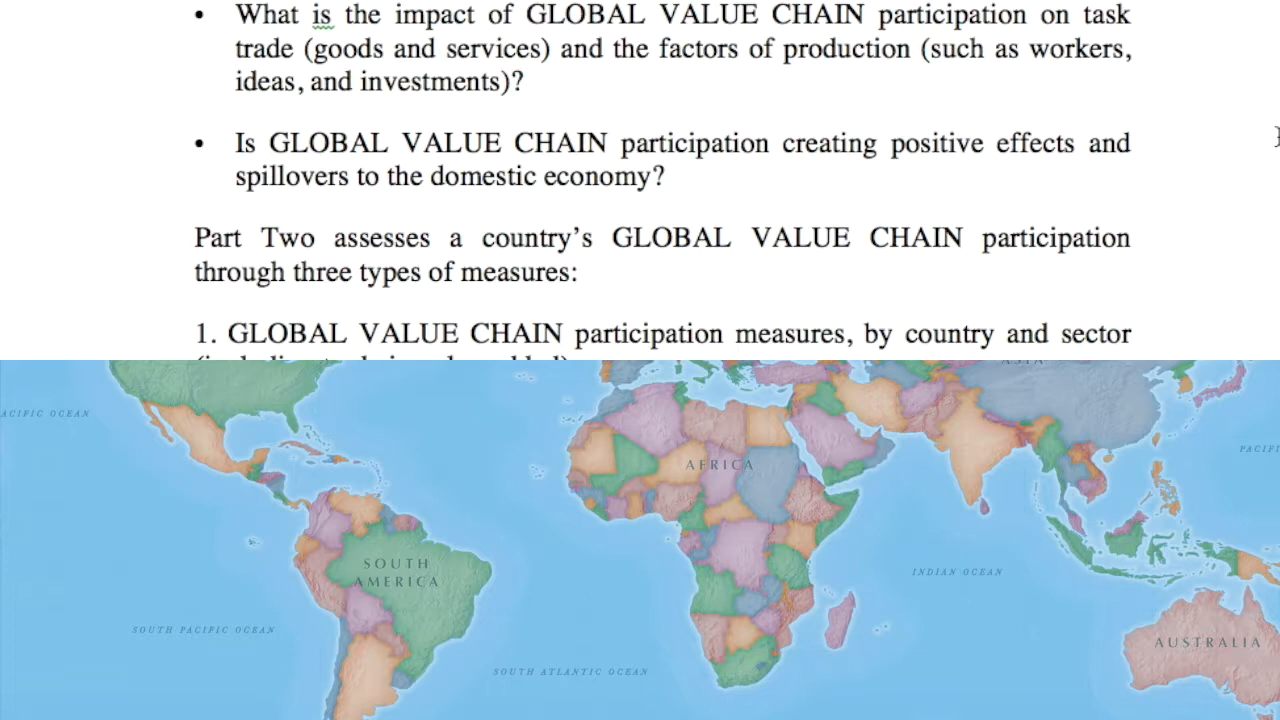 • What is the impact of GLOBAL VALUE CHAIN participation on task
trade (goods and services) and the factors of production (such as workers,
ideas, and investments)?
• Is GLOBAL VALUE CHAIN participation creating positive effects and
spillovers to the domestic economy?
Part Two assesses a country's GLOBAL VALUE CHAIN participation
through three types of measures:
1. GLOBAL VALUE CHAIN participation measures, by country and sector
ASIA
ACIFIC OCEAN
PACIFI
AFRICA
SOUTH
AMERICA
INDIAN OCEAN
SOUTH PACIFIC OCEAN
AUSTRALIA
SOUTH ATLANTIC OCEAN